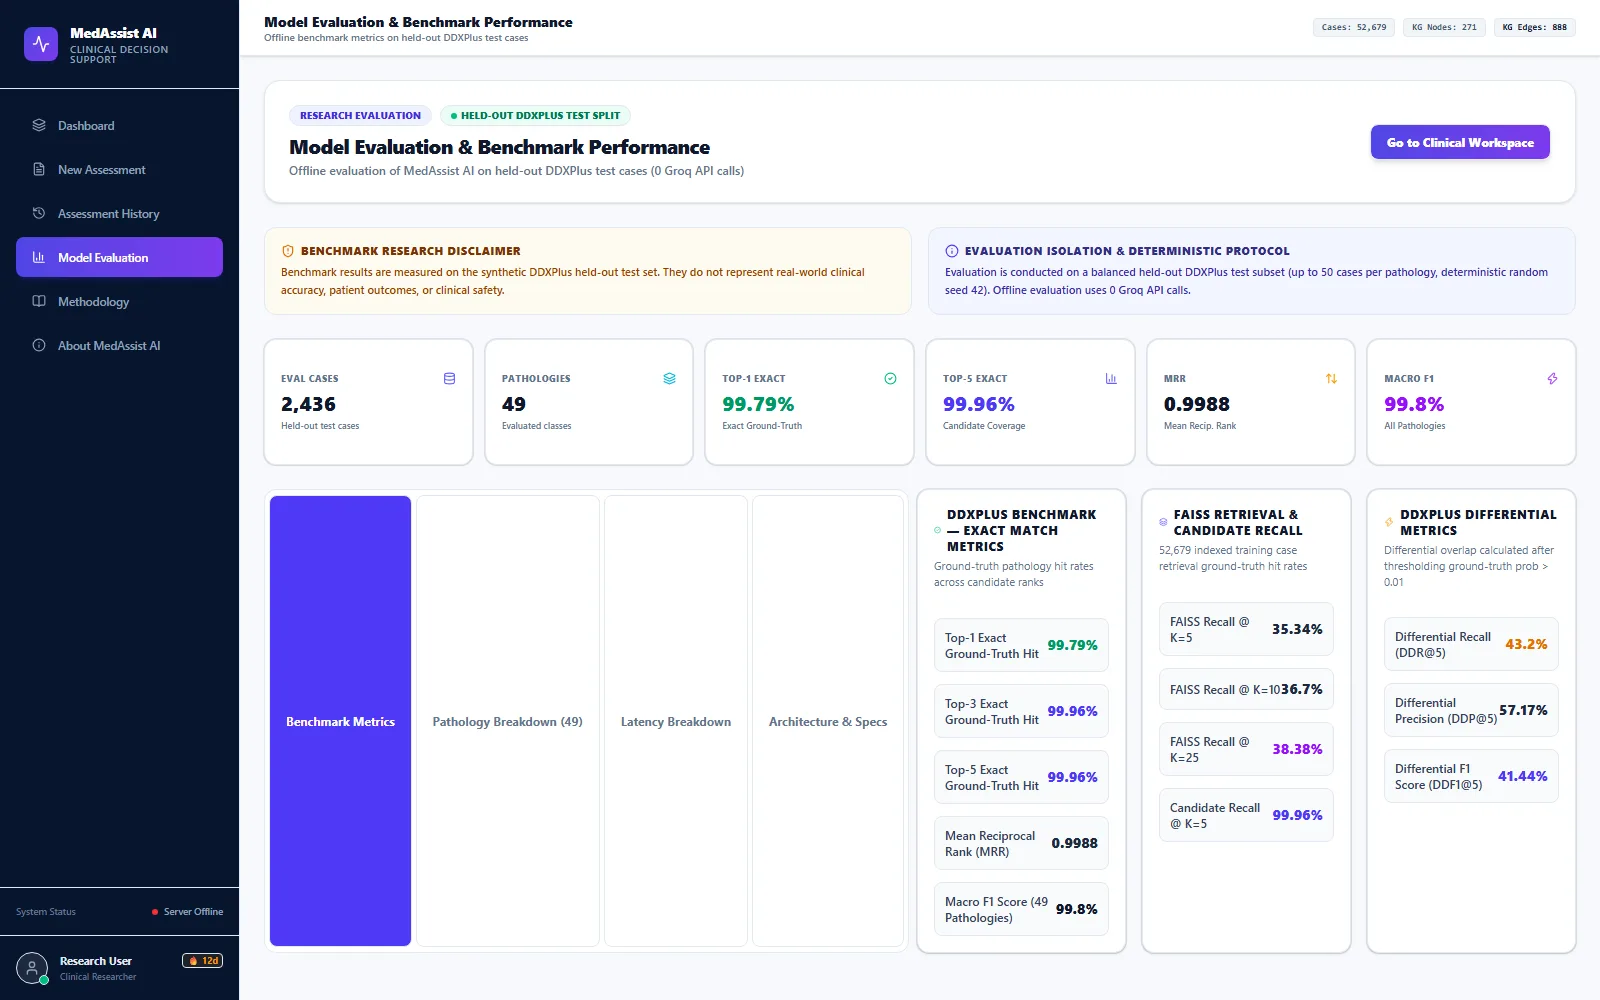 MedAssist AI
CLINICAL DECISION
SUPPORT
Dashboard
New Assessment
Assessment History
Model Evaluation
Methodology
About MedAssist AI
System Status
Server Offline
Research User
Clinical Researcher
🔥 12d
Model Evaluation & Benchmark Performance
Offline benchmark metrics on held-out DDXPlus test cases
Cases: 52,679
KG Nodes: 271
KG Edges: 888
RESEARCH EVALUATION
HELD-OUT DDXPLUS TEST SPLIT
Model Evaluation & Benchmark Performance
Offline evaluation of MedAssist AI on held-out DDXPlus test cases (0 Groq API calls)
Go to Clinical Workspace
BENCHMARK RESEARCH DISCLAIMER
Benchmark results are measured on the synthetic DDXPlus held-out test set. They do not represent real-world clinical
accuracy, patient outcomes, or clinical safety.
EVALUATION ISOLATION & DETERMINISTIC PROTOCOL
Evaluation is conducted on a balanced held-out DDXPlus test subset (up to 50 cases per pathology, deterministic random
seed 42). Offline evaluation uses 0 Groq API calls.
EVAL CASES
2,436
Held-out test cases
PATHOLOGIES
49
Evaluated classes
TOP-1 EXACT
99.79%
Exact Ground-Truth
TOP-5 EXACT
99.96%
Candidate Coverage
MRR
0.9988
Mean Recip. Rank
MACRO F1
99.8%
All Pathologies
Benchmark Metrics
Pathology Breakdown (49)
Latency Breakdown
Architecture & Specs
DDXPLUS BENCHMARK
— EXACT MATCH
METRICS
Ground-truth pathology hit rates
across candidate ranks
Top-1 Exact
Ground-Truth Hit
99.79%
Top-3 Exact
Ground-Truth Hit
99.96%
Top-5 Exact
Ground-Truth Hit
99.96%
Mean Reciprocal
Rank (MRR)
0.9988
Macro F1 Score (49
Pathologies)
99.8%
FAISS RETRIEVAL &
CANDIDATE RECALL
52,679 indexed training case
retrieval ground-truth hit rates
FAISS Recall @
K=5
35.34%
FAISS Recall @ K=10
36.7%
FAISS Recall @
K=25
38.38%
Candidate Recall
@ K=5
99.96%
DDXPLUS DIFFERENTIAL
METRICS
Differential overlap calculated after
thresholding ground-truth prob >
0.01
Differential Recall
(DDR@5)
43.2%
Differential
Precision (DDP@5)
57.17%
Differential F1
Score (DDF1@5)
41.44%